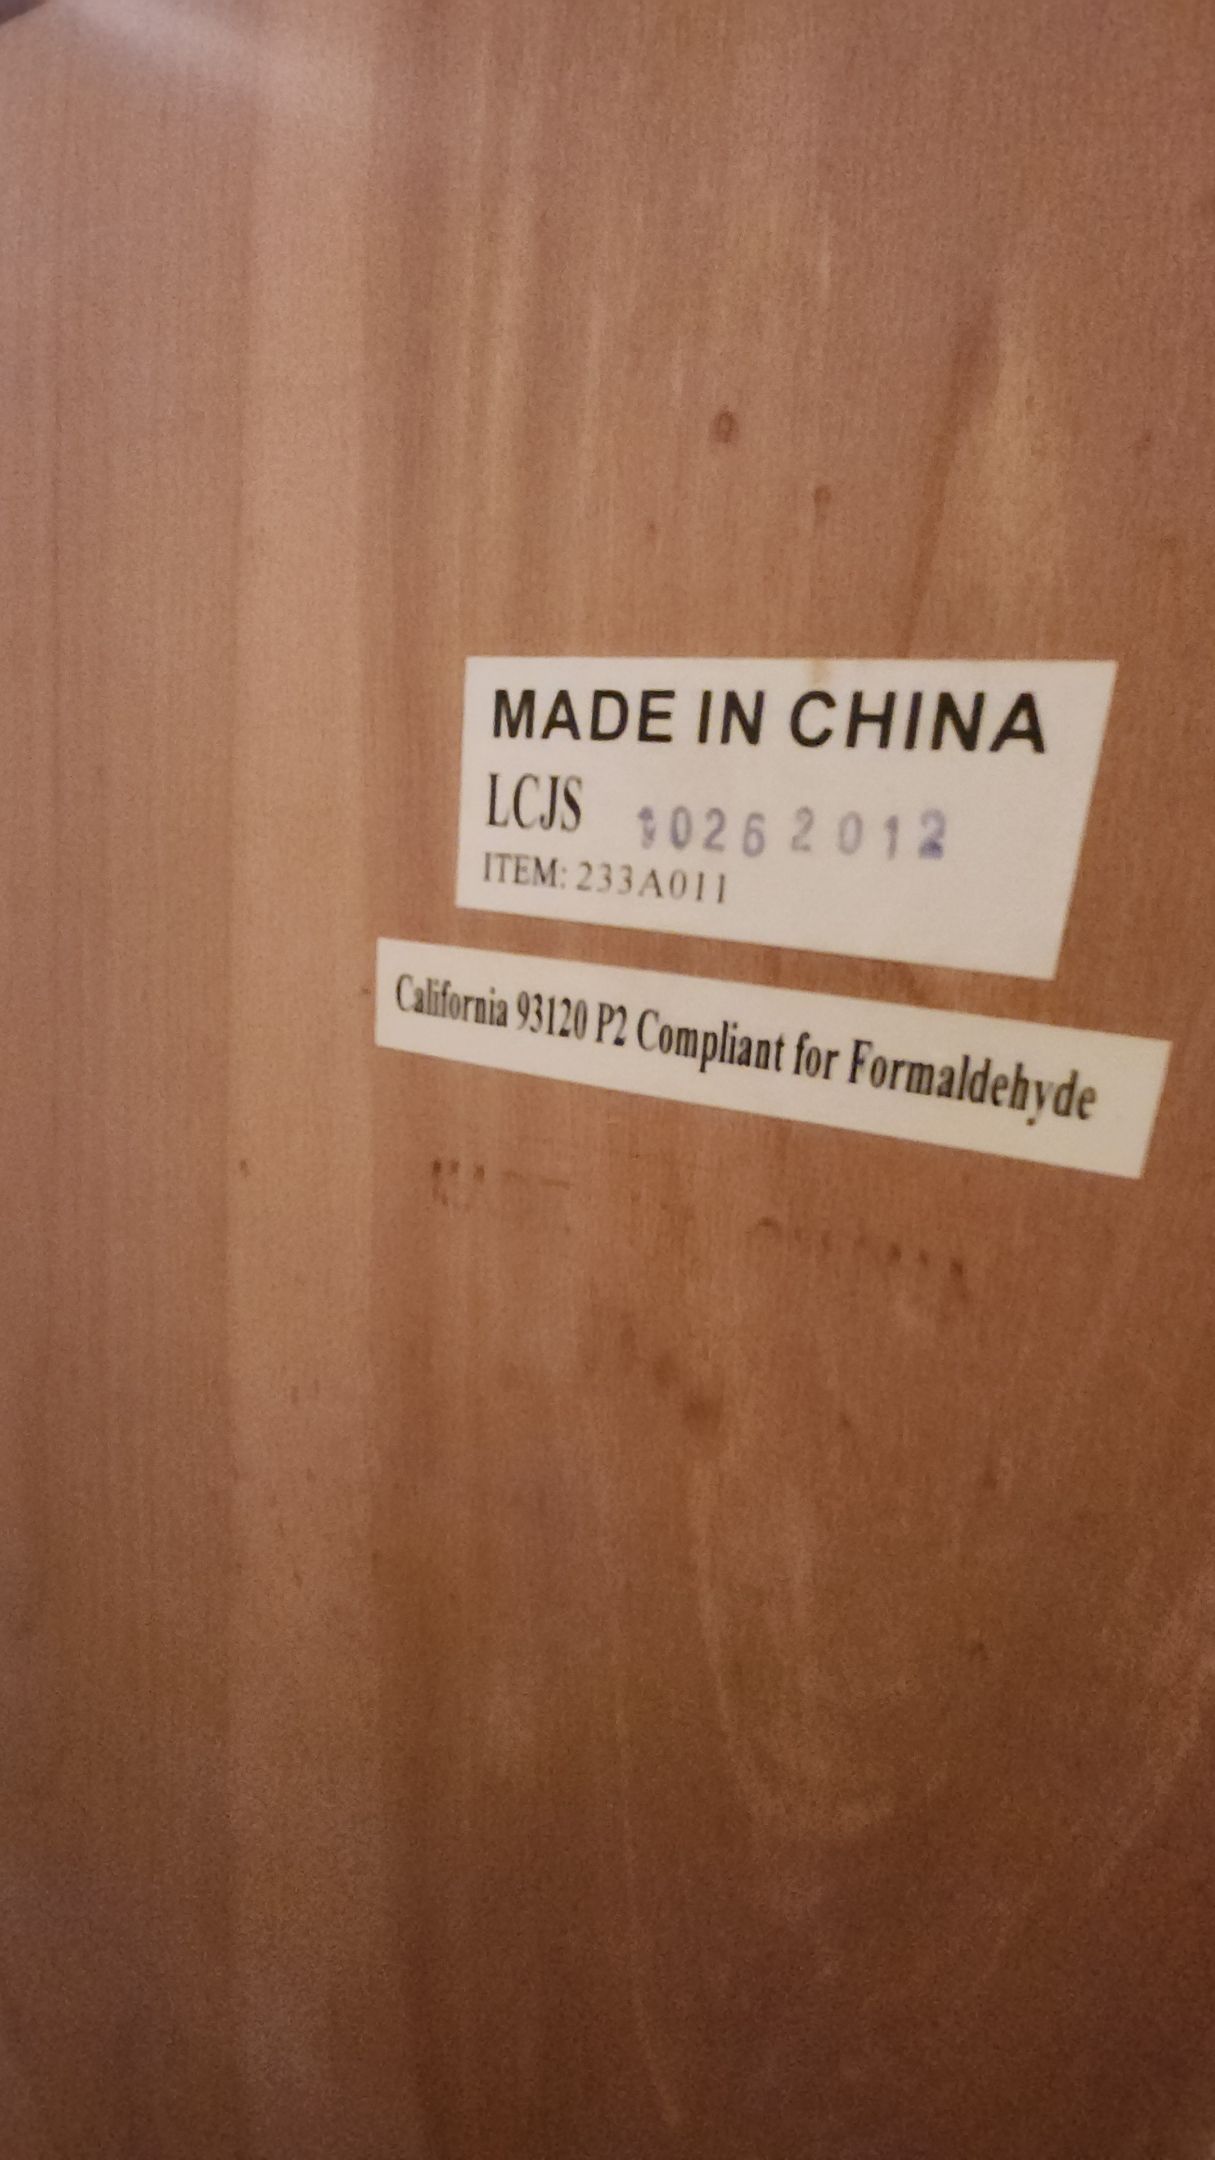 MADE IN CHINA
LCJS 10262012
ITEM: 233A011
California 93120 P2 Compliant for Formaldehyde